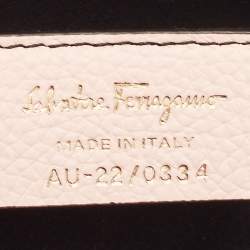 Salvatore Ferragamo
MADE IN ITALY
AU-22/0334